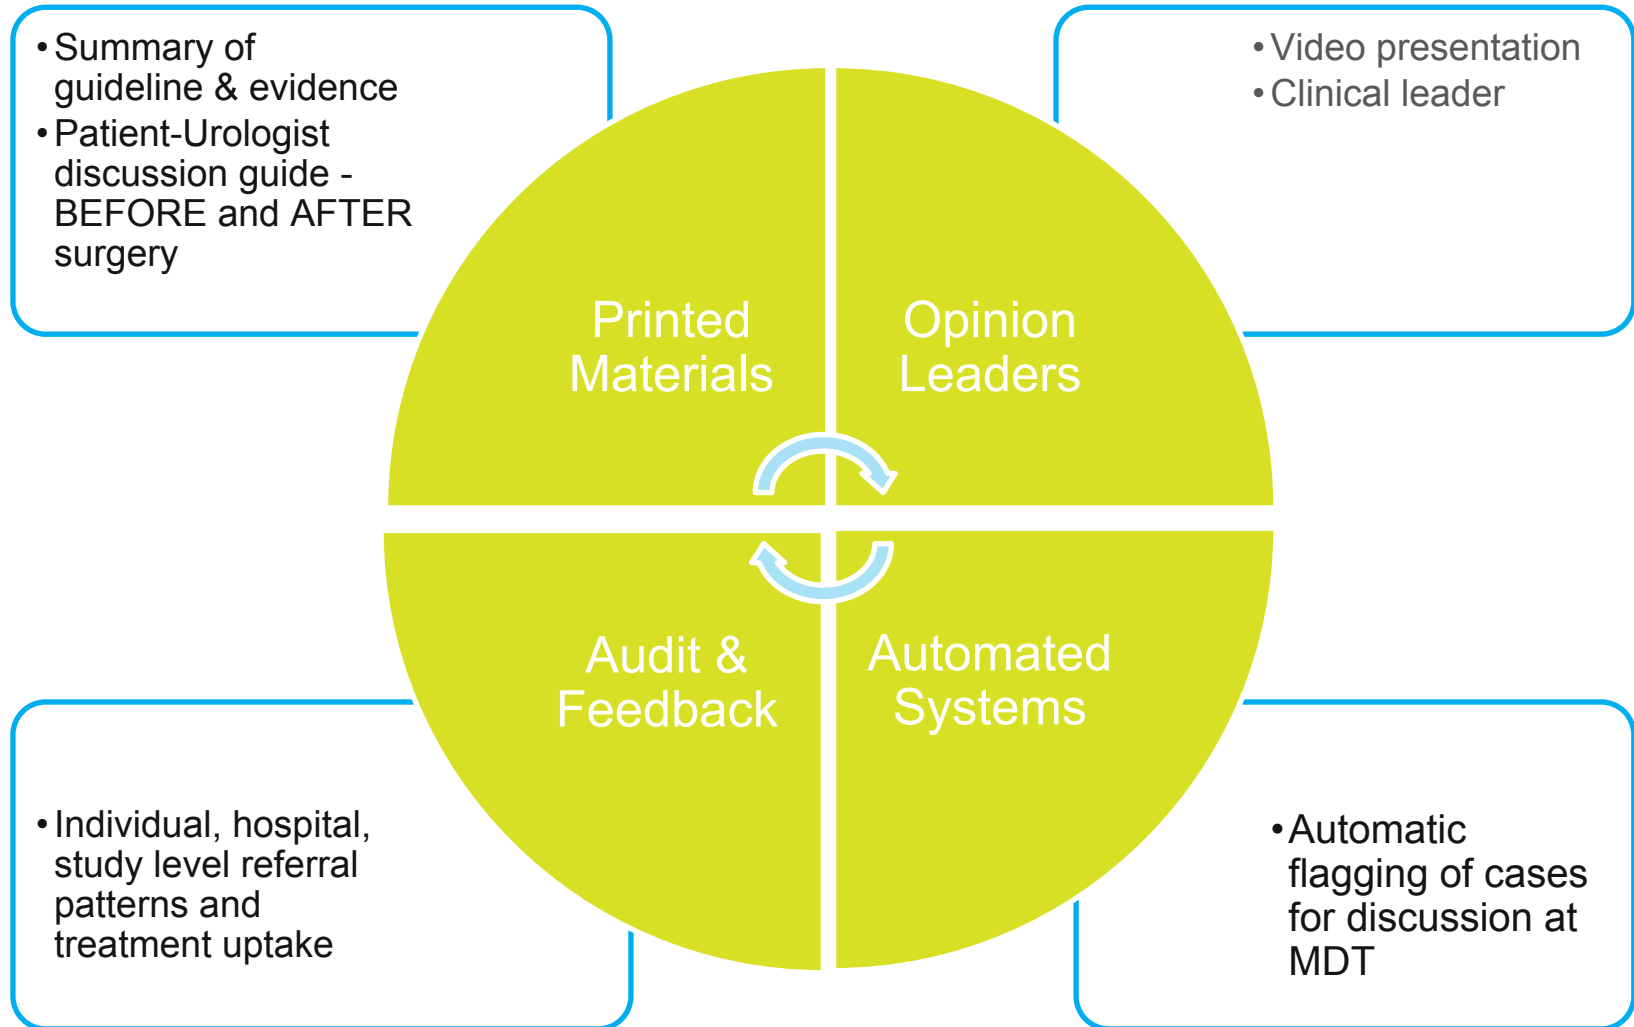 • Summary of
guideline & evidence
• Patient-Urologist
discussion guide -
BEFORE and AFTER
surgery
• Video presentation
• Clinical leader
Printed
Materials
Opinion
Leaders
Audit &
Feedback
Automated
Systems
• Individual, hospital,
study level referral
patterns and
treatment uptake
• Automatic
flagging of cases
for discussion at
MDT